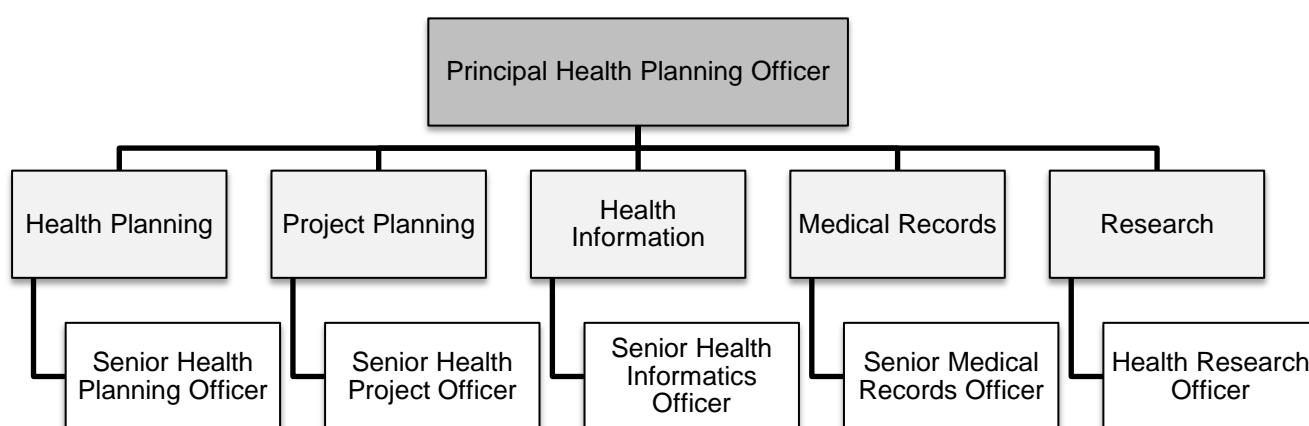 Principal Health Planning Officer
Health Planning
Project Planning
Health
Information
Medical Records
Research
Senior Health
Planning Officer
Senior Health
Project Officer
Senior Health
Informatics
Officer
Senior Medical
Records Officer
Health Research
Officer